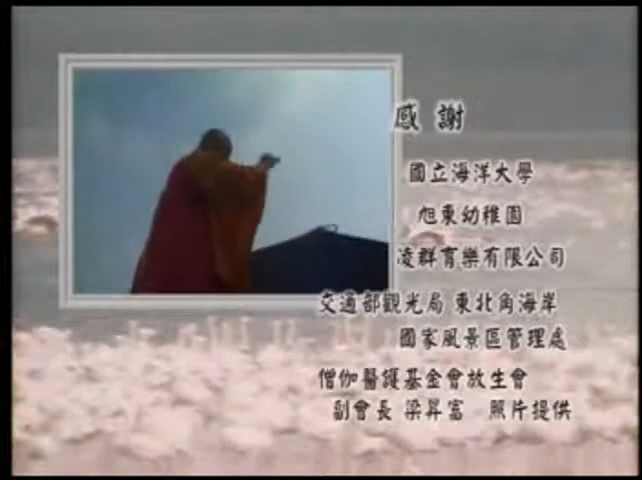 感謝
國立海洋大學
旭東幼稚園
凌群育樂有限公司
交通部觀光局 東北角海岸
國家風景區管理處
僧伽醫護基金會放生會
副會長 梁昇富 照片提供